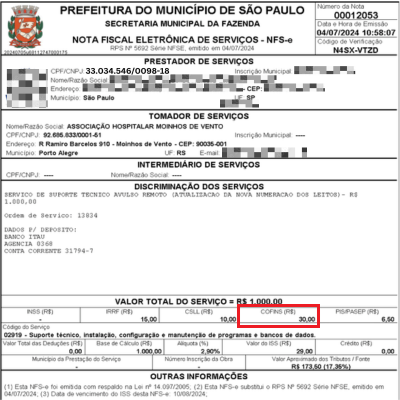 PREFEITURA DO MUNICÍPIO DE SÃO PAULO
SECRETARIA MUNICIPAL DA FAZENDA
NOTA FISCAL ELETRÔNICA DE SERVIÇOS - NFS-e
RPS Nº 5692 Série NFSE, emitido em 04/07/2024
Número da Nota
00012053
Data e Hora de Emissão
04/07/2024 10:58:07
Código de Verificação
N4SX-VTZD
PRESTADOR DE SERVIÇOS
CPF/CNPJ: 33.034.546/0098-18
Inscrição Municipal:
Nome/Razão Social:
Endereço:
- CEP:
Município: São Paulo
UF:
TOMADOR DE SERVIÇOS
Nome/Razão Social: ASSOCIAÇÃO HOSPITALAR MOINHOS DE VENTO
CPF/CNPJ: 92.685.833/0001-51
Inscrição Municipal: ----
Endereço: R Ramiro Barcelos 910 - Moinhos de Vento - CEP: 90035-001
Município: Porto Alegre
UF: RS
E-mail:
INTERMEDIÁRIO DE SERVIÇOS
CPF/CNPJ: ----
Nome/Razão Social: ----
DISCRIMINAÇÃO DOS SERVIÇOS
SERVICO DE SUPORTE TECNICO AVULSO REMOTO (ATUALIZACAO DA NOVA NUMERACAO DOS LEITOS)- R$
1.000,00
Ordem de Servico: 12834
DADOS P/ DEPOSITO:
BANCO ITAU
AGENCIA 8368
CONTA CORRENTE 31794-7
VALOR TOTAL DO SERVIÇO = R$ 1.000,00
INSS (R$)
IRRF (R$)
CSLL (R$)
COFINS (R$)
PIS/PASEP (R$)
-
15,00
10,00
30,00
6,50
Código do Serviço
02919 - Suporte técnico, instalação, configuração e manutenção de programas e bancos de dados.
Valor Total das Deduções (R$)
Base de Cálculo (R$)
Alíquota (%)
Valor do ISS (R$)
Crédito (R$)
0,00
1.000,00
2,90%
29,00
0,00
Município da Prestação do Serviço
Número Inscrição da Obra
Valor Aproximado dos Tributos / Fonte
-
-
R$ 173,50 (17,35%)
OUTRAS INFORMAÇÕES
(1) Esta NFS-e foi emitida com respaldo na Lei nº 14.097/2005; (2) Esta NFS-e substitui o RPS Nº 5692 Série NFSE, emitido em
04/07/2024; (3) Data de vencimento do ISS desta NFS-e: 10/08/2024;